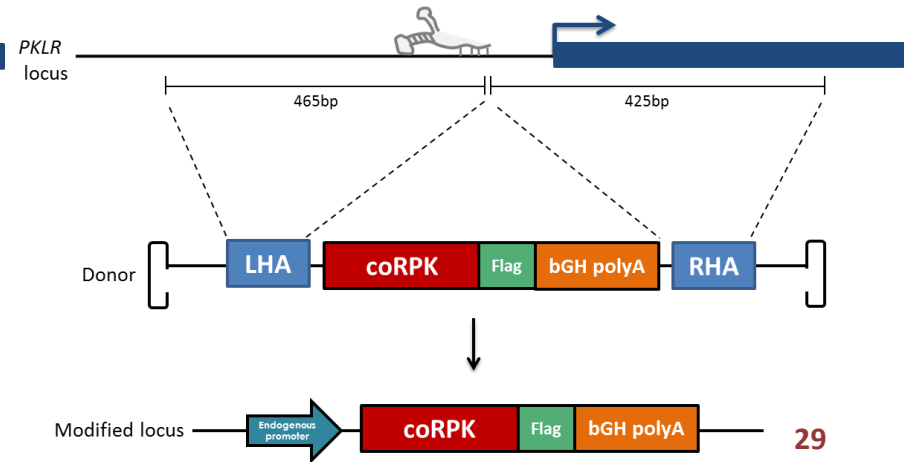 PKLR
locus
465bp
425bp
Donor
LHA
coRPK
Flag
bGH polyA
RHA
Modified locus
Endogenous
promoter
coRPK
Flag
bGH polyA
29